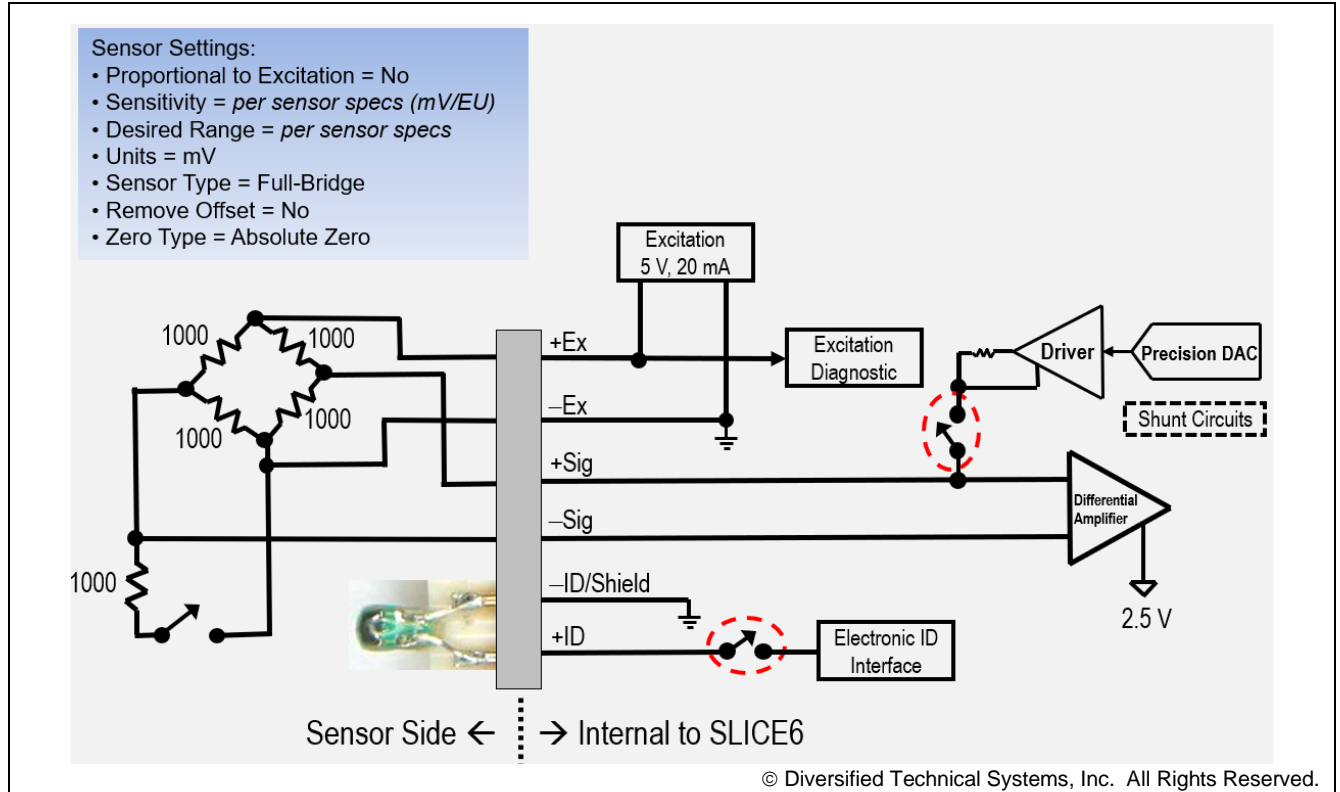 Sensor Settings:
• Proportional to Excitation = No
• Sensitivity = per sensor specs (mV/EU)
• Desired Range = per sensor specs
• Units = mV
• Sensor Type = Full-Bridge
• Remove Offset = No
• Zero Type = Absolute Zero
Excitation
5 V, 20 mA
1000
1000
1000
1000
1000
+Ex
–Ex
+Sig
–Sig
–ID/Shield
+ID
Excitation
Diagnostic
Driver
Precision DAC
Shunt Circuits
Differential
Amplifier
2.5 V
Electronic ID
Interface
Sensor Side ← → Internal to SLICE6
© Diversified Technical Systems, Inc. All Rights Reserved.